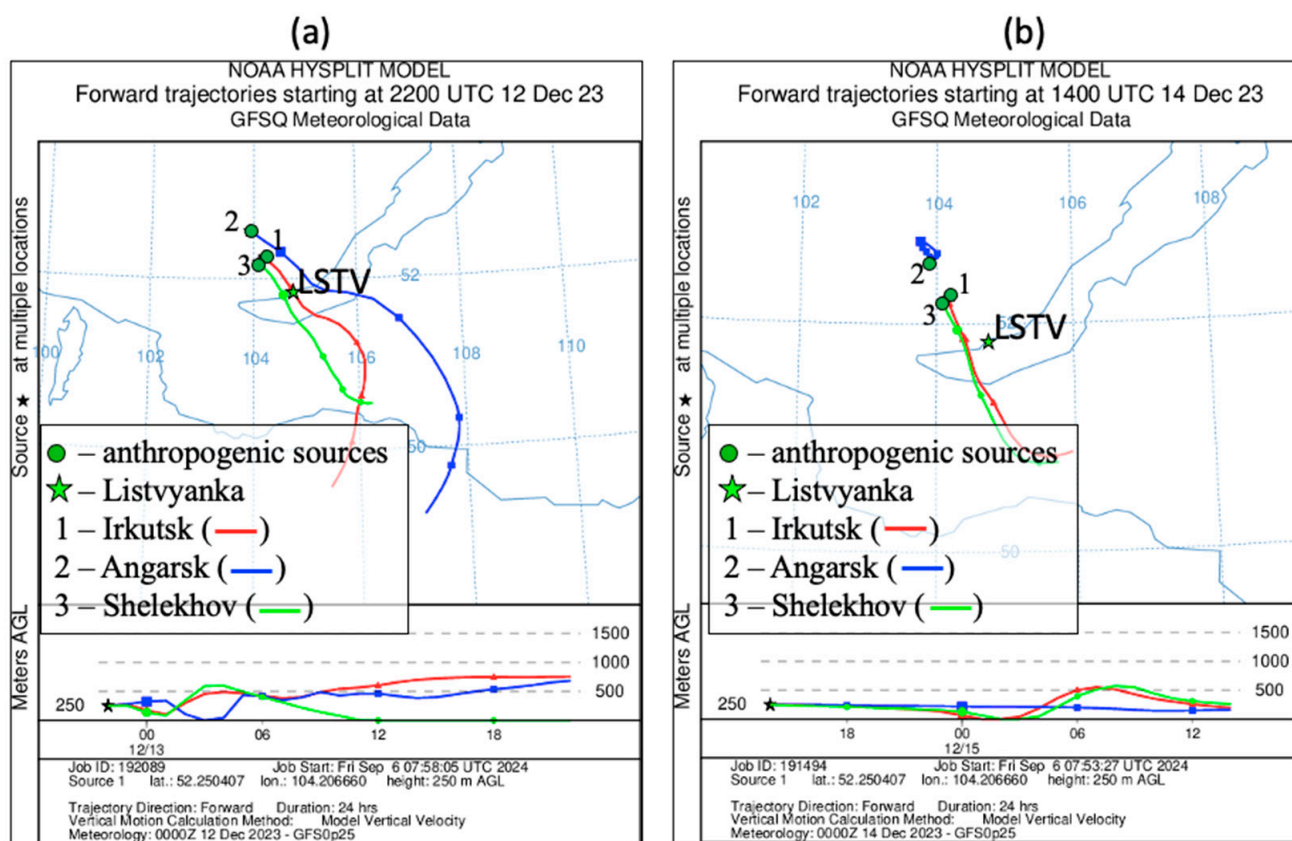 (a)
NOAA HYSPLIT MODEL
Forward trajectories starting at 2200 UTC 12 Dec 23
GFSQ Meteorological Data
Source ★ at multiple locations
2
1
3
LSTV
52
100
102
104
106
108
110
50
● – anthropogenic sources
☆ – Listvyanka
1 – Irkutsk (—)
2 – Angarsk (—)
3 – Shelekhov (—)
Meters AGL
1500
1000
500
250
00
06
12
18
12/13
Job ID: 192089 Job Start: Fri Sep 6 07:58:05 UTC 2024
Source 1 lat.: 52.250407 lon.: 104.206660 height: 250 m AGL
Trajectory Direction: Forward Duration: 24 hrs
Vertical Motion Calculation Method: Model Vertical Velocity
Meteorology: 0000Z 12 Dec 2023 - GFS0p25
(b)
NOAA HYSPLIT MODEL
Forward trajectories starting at 1400 UTC 14 Dec 23
GFSQ Meteorological Data
Source ★ at multiple locations
102
104
106
108
2
1
3
52
LSTV
50
● – anthropogenic sources
☆ – Listvyanka
1 – Irkutsk (—)
2 – Angarsk (—)
3 – Shelekhov (—)
Meters AGL
1500
1000
500
250
18
00
06
12
12/15
Job ID: 191494 Job Start: Fri Sep 6 07:53:27 UTC 2024
Source 1 lat.: 52.250407 lon.: 104.206660 height: 250 m AGL
Trajectory Direction: Forward Duration: 24 hrs
Vertical Motion Calculation Method: Model Vertical Velocity
Meteorology: 0000Z 14 Dec 2023 - GFS0p25